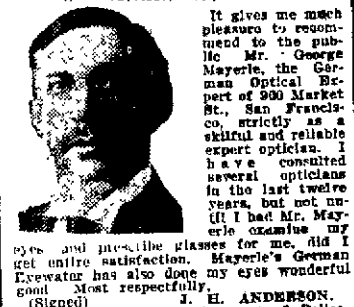 It gives me much
pleasure to recom-
mend to the pub-
lic Mr. George
Mayerle, the Ger-
man Optical Ex-
pert of 960 Market
St., San Francis-
co, strictly as a
skilful and reliable
expert optician. I
have consulted
several opticians
in the last twelve
years, but not un-
til I had Mr. May-
erle examine my
eyes and prescribe glasses for me, did I
get entire satisfaction. Mayerle's German
Eyewater has also done my eyes wonderful
good Most respectfully,
(Signed) J. H. ANDERSON.